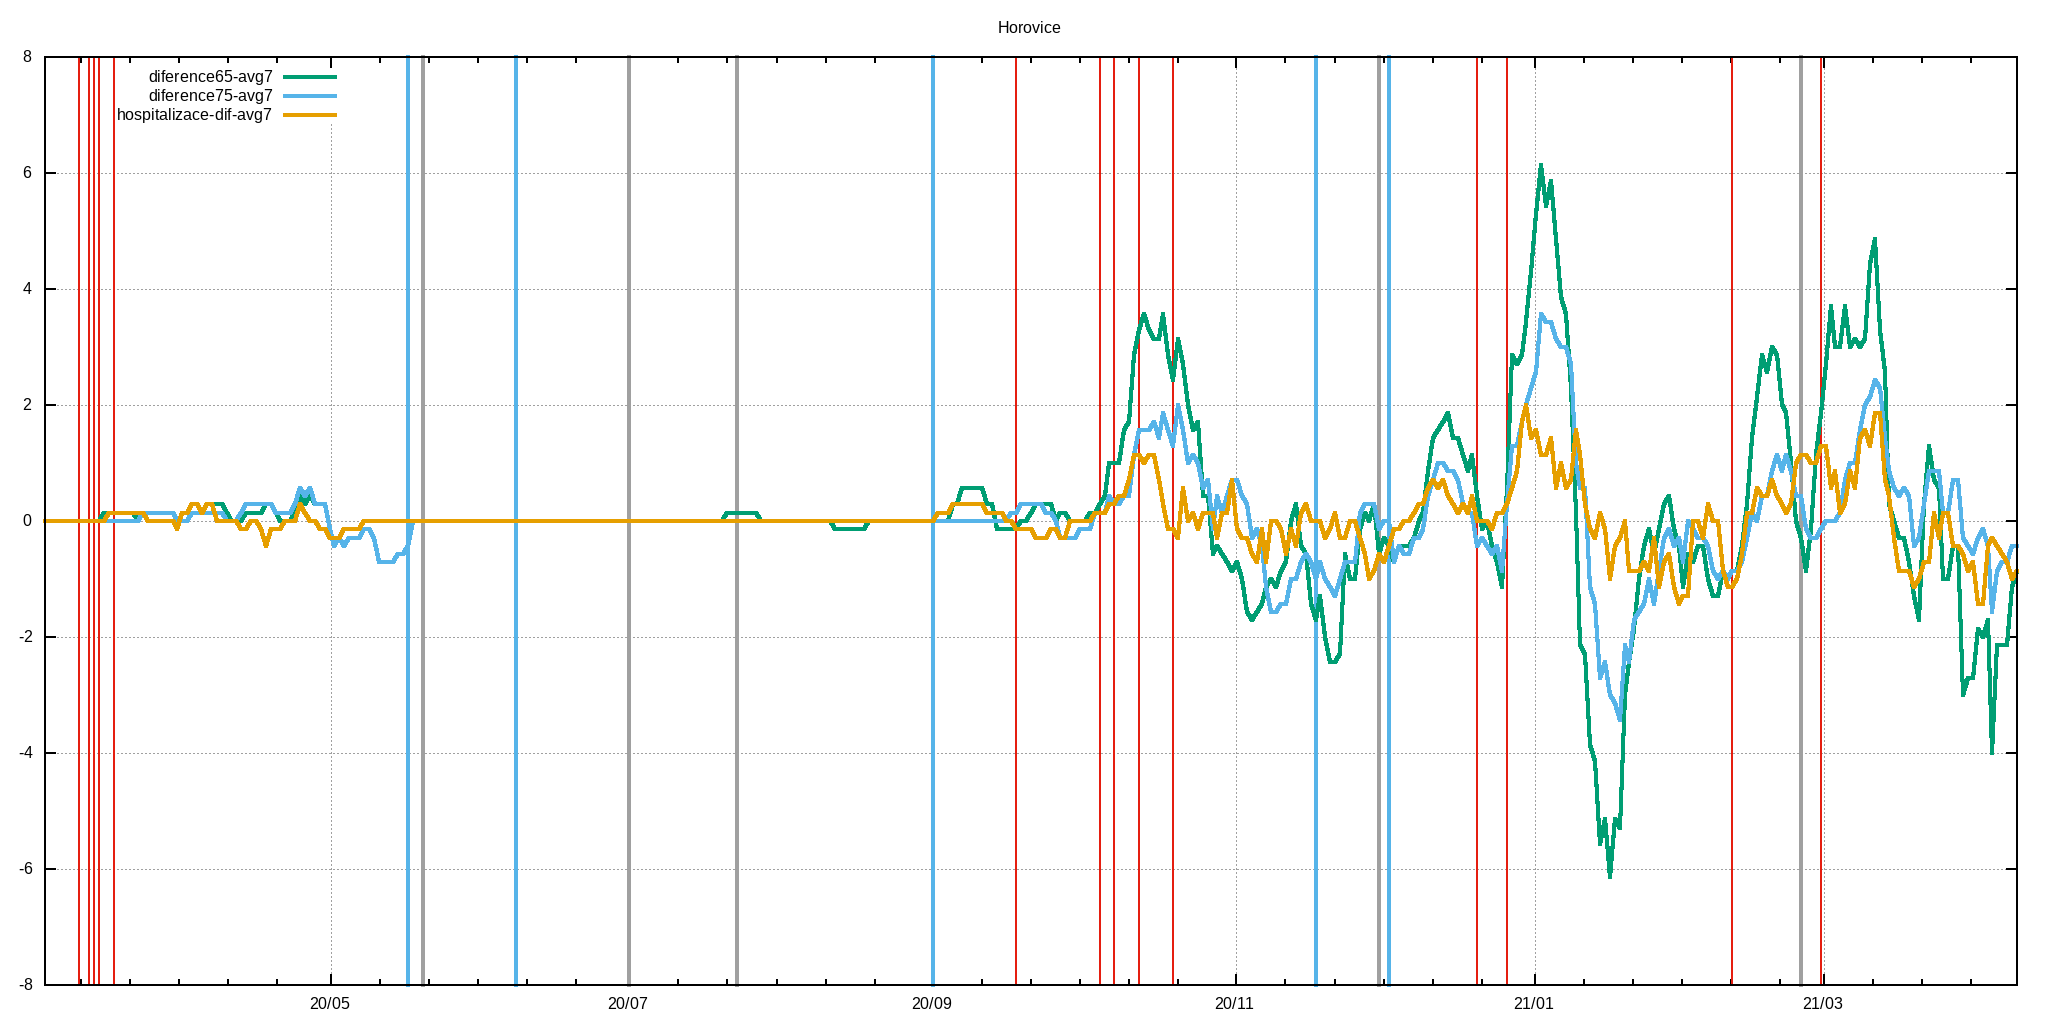 Horovice
diference65-avg7
diference75-avg7
hospitalizace-dif-avg7
8
6
4
2
0
-2
-4
-6
-8
20/05 20/07 20/09 20/11 21/01 21/03